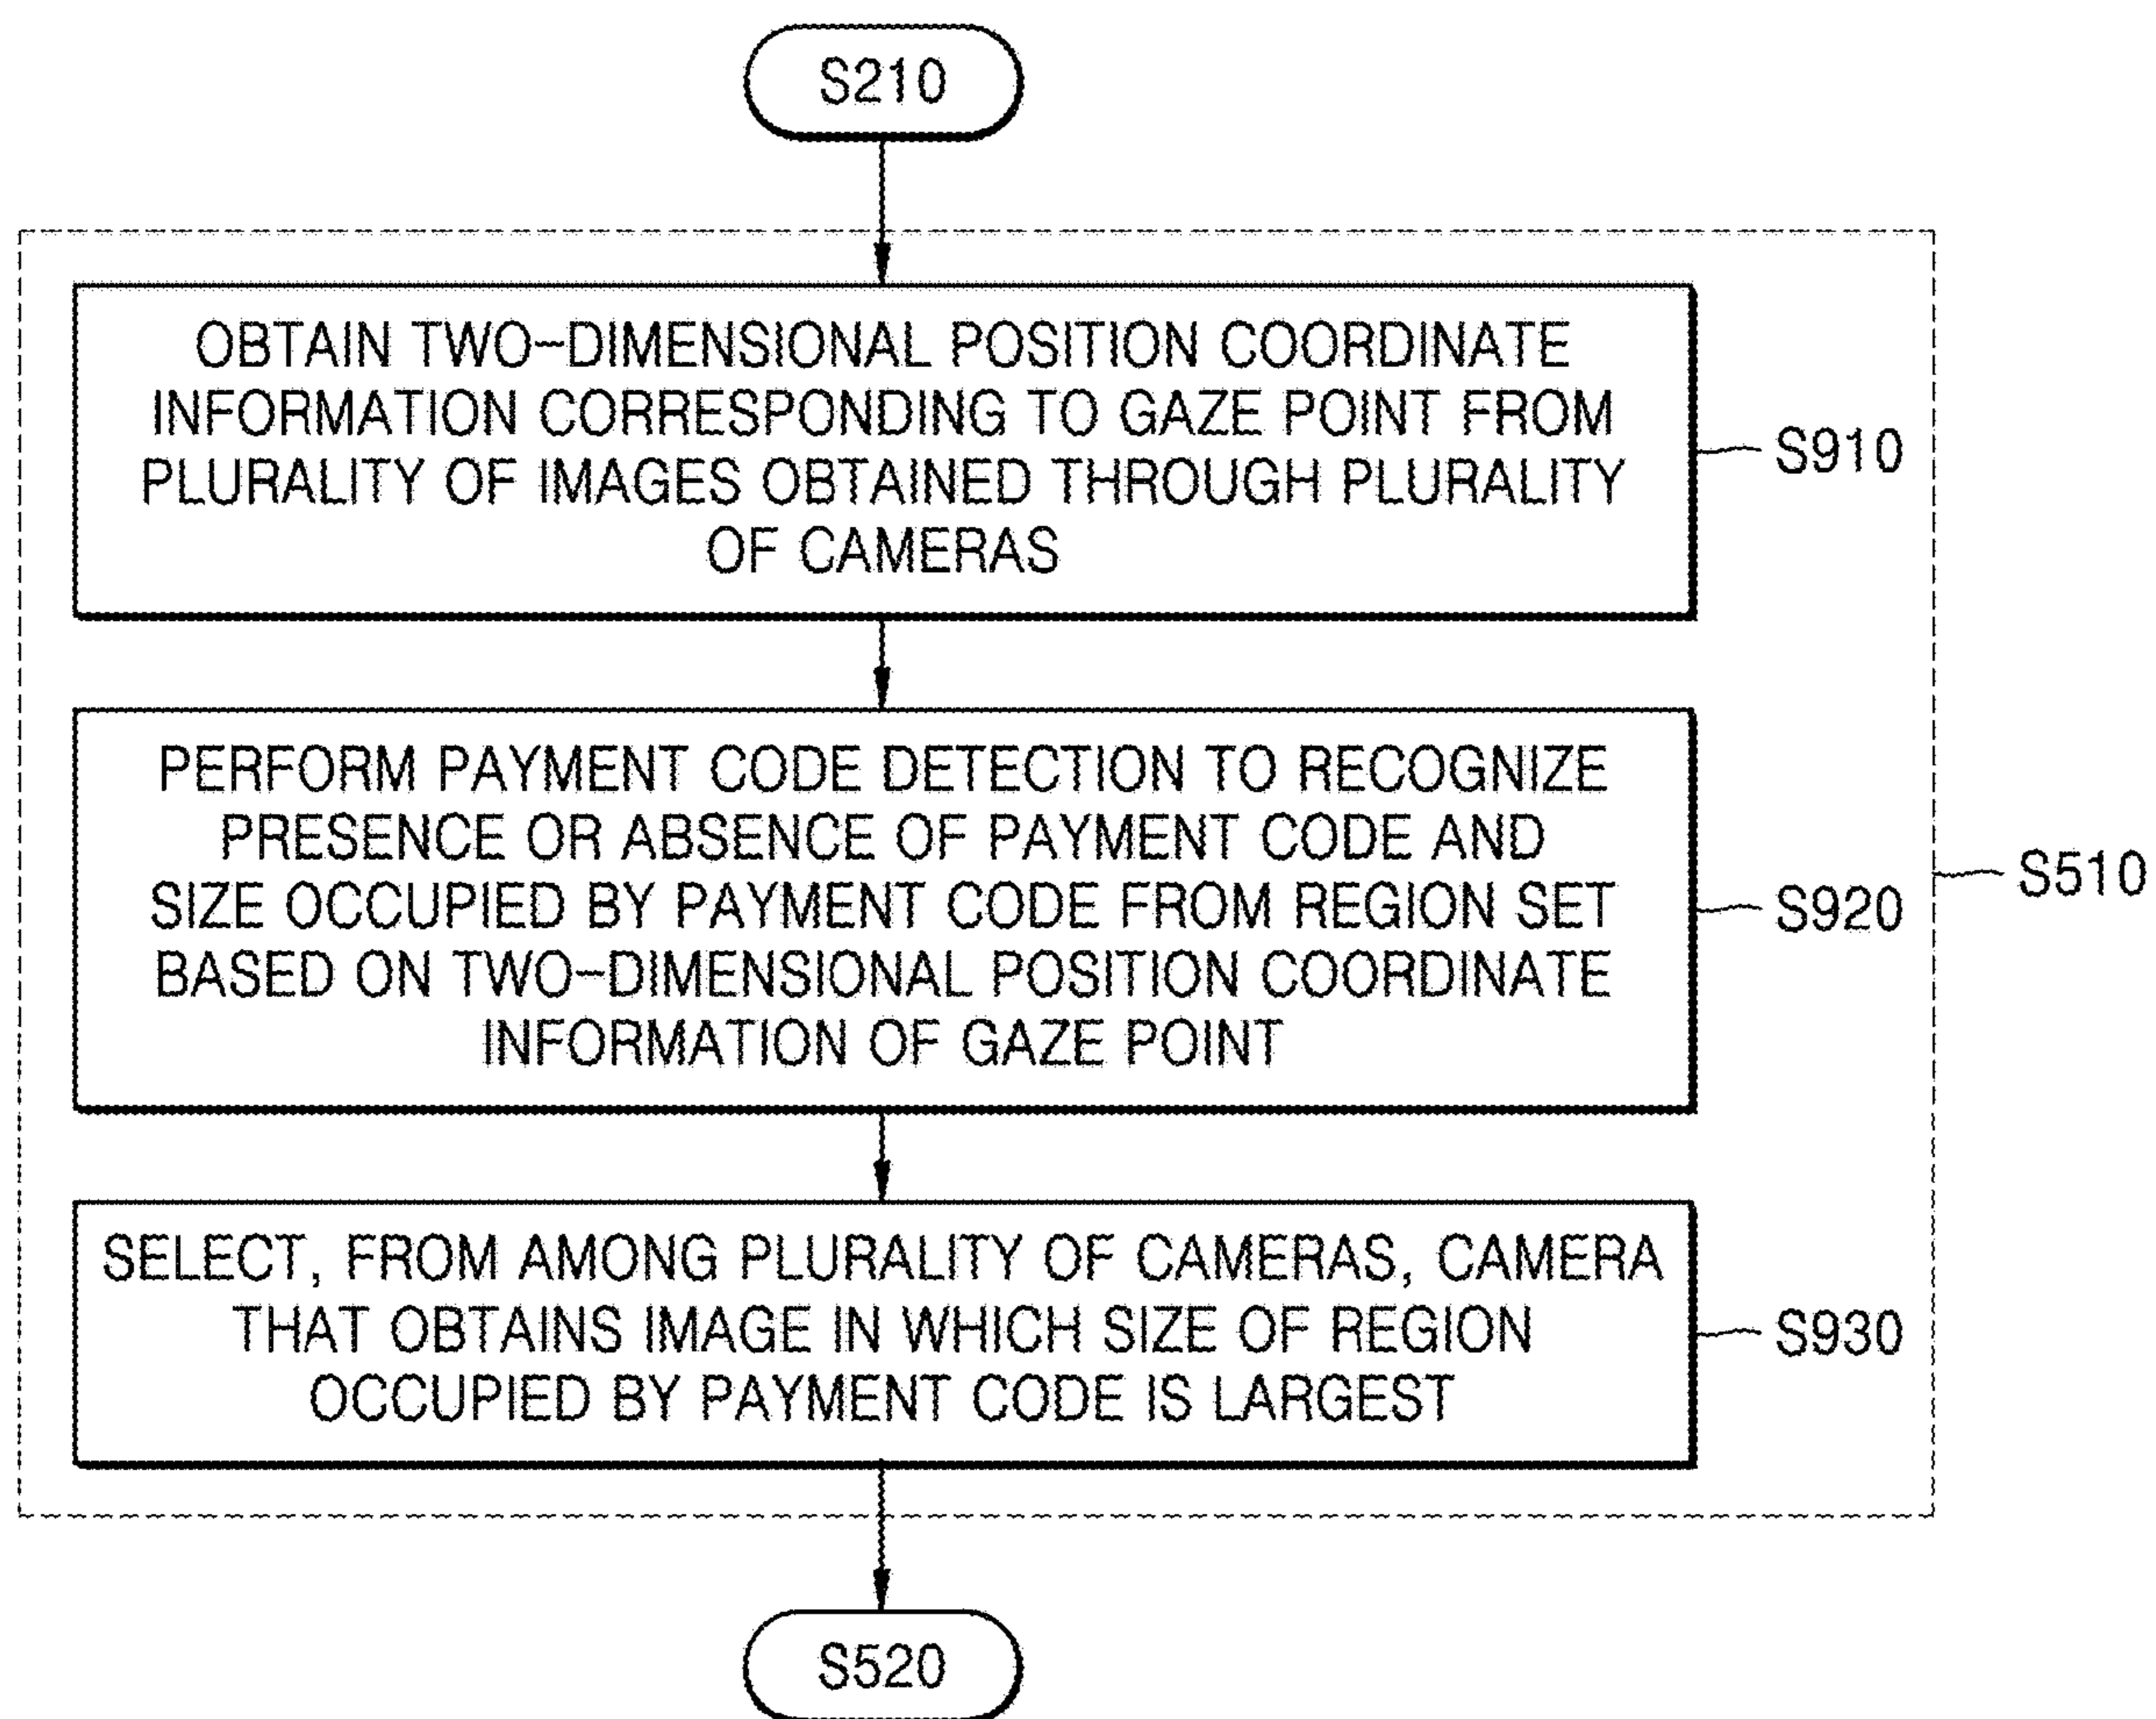 S210
OBTAIN TWO-DIMENSIONAL POSITION COORDINATE
INFORMATION CORRESPONDING TO GAZE POINT FROM
PLURALITY OF IMAGES OBTAINED THROUGH PLURALITY
OF CAMERAS
S910
PERFORM PAYMENT CODE DETECTION TO RECOGNIZE
PRESENCE OR ABSENCE OF PAYMENT CODE AND
SIZE OCCUPIED BY PAYMENT CODE FROM REGION SET
BASED ON TWO-DIMENSIONAL POSITION COORDINATE
INFORMATION OF GAZE POINT
S920
S510
SELECT, FROM AMONG PLURALITY OF CAMERAS, CAMERA
THAT OBTAINS IMAGE IN WHICH SIZE OF REGION
OCCUPIED BY PAYMENT CODE IS LARGEST
S930
S520